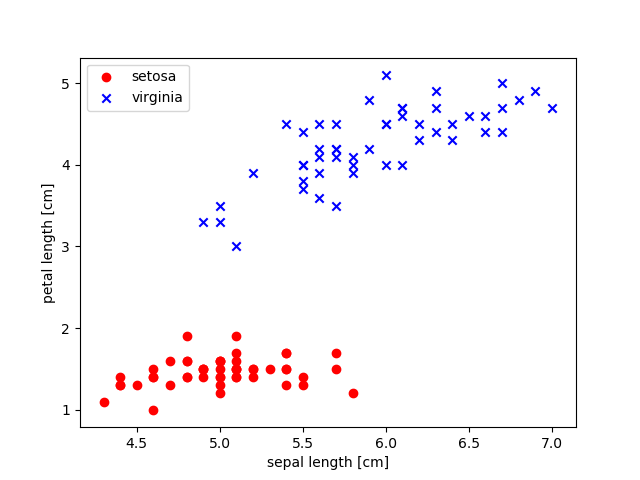 setosa
virginia
5
4
3
2
1
petal length [cm]
4.5 5.0 5.5 6.0 6.5 7.0
sepal length [cm]